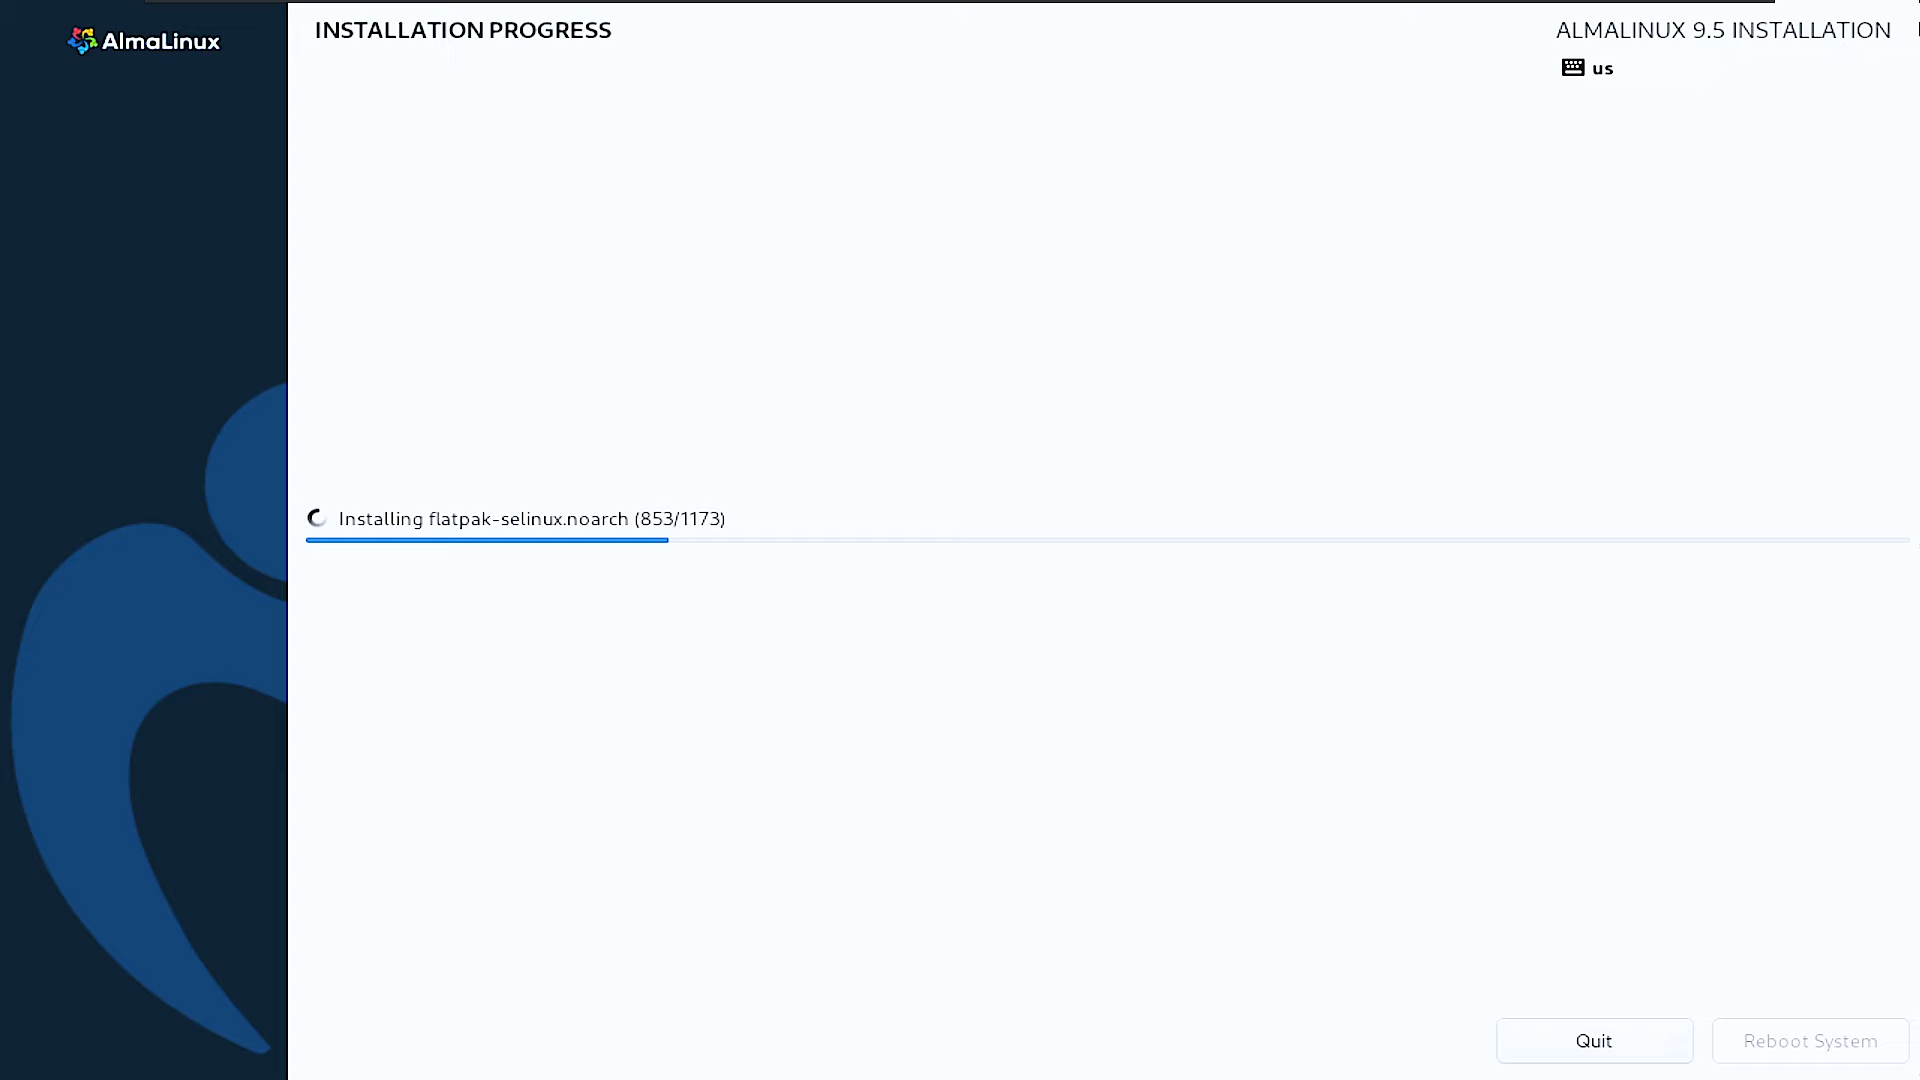 AlmaLinux
INSTALLATION PROGRESS
ALMALINUX 9.5 INSTALLATION
us
Installing flatpak-selinux.noarch (853/1173)
Quit
Reboot System